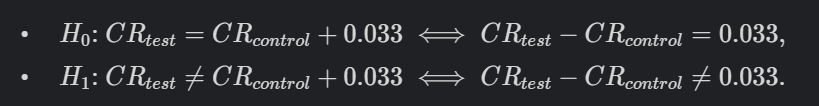 • H₀: CR_test = CR_control + 0.033 ⟺ CR_test − CR_control = 0.033,
• H₁: CR_test ≠ CR_control + 0.033 ⟺ CR_test − CR_control ≠ 0.033.